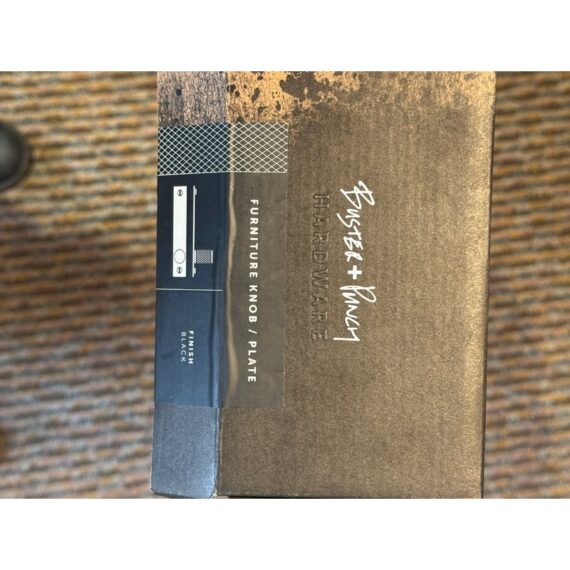 BUSTER + PUNCH
HARDWARE
FURNITURE KNOB / PLATE
FINISH
BLACK